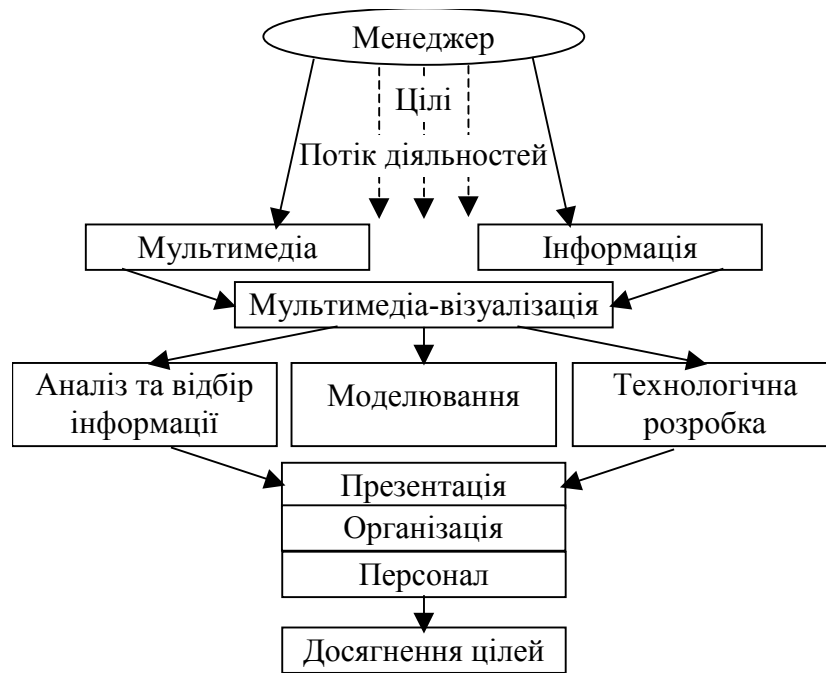 Менеджер
Цілі
Потік діяльностей
Мультимедіа
Інформація
Мультимедіа-візуалізація
Аналіз та відбір
інформації
Моделювання
Технологічна
розробка
Презентація
Організація
Персонал
Досягнення цілей